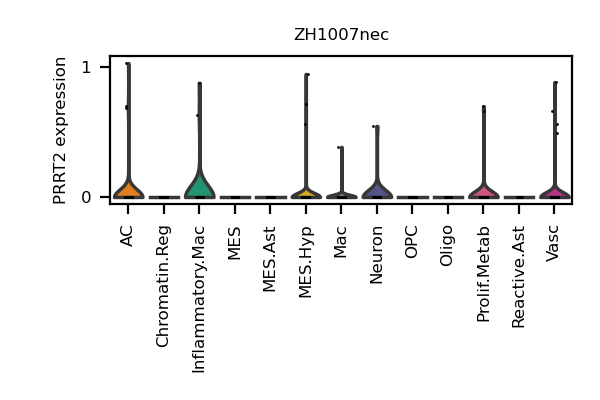 ZH1007nec
PRRT2 expression
1
0
AC
Chromatin.Reg
Inflammatory.Mac
MES
MES.Ast
MES.Hyp
Mac
Neuron
OPC
Oligo
Prolif.Metab
Reactive.Ast
Vasc